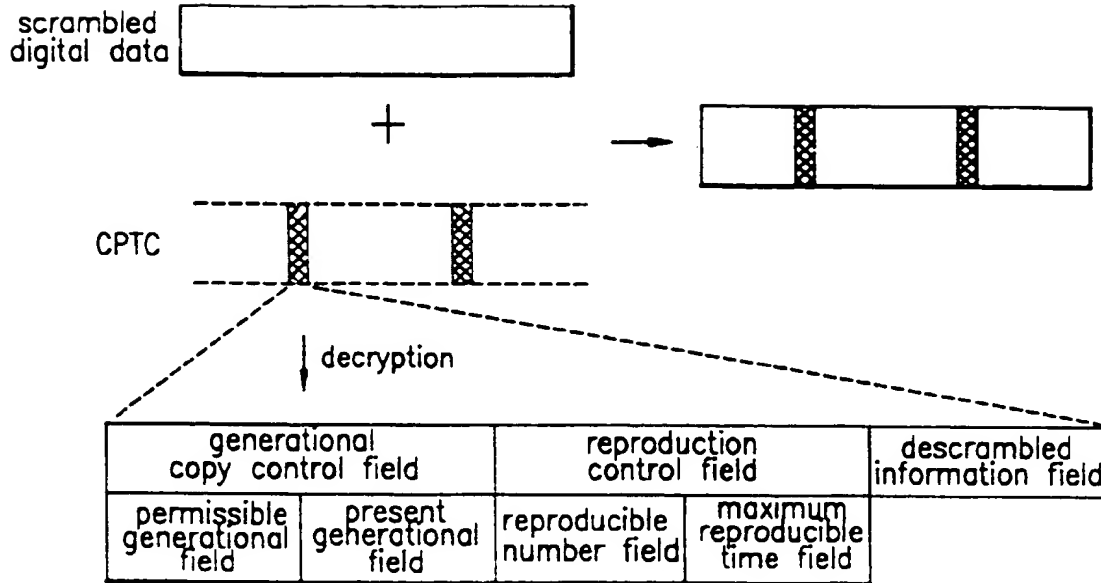 scrambled
digital data
+
CPTC
decryption
generational
copy control field
reproduction
control field
descrambled
information field
permissible
generational
field
present
generational
field
reproducible
number field
maximum
reproducible
time field